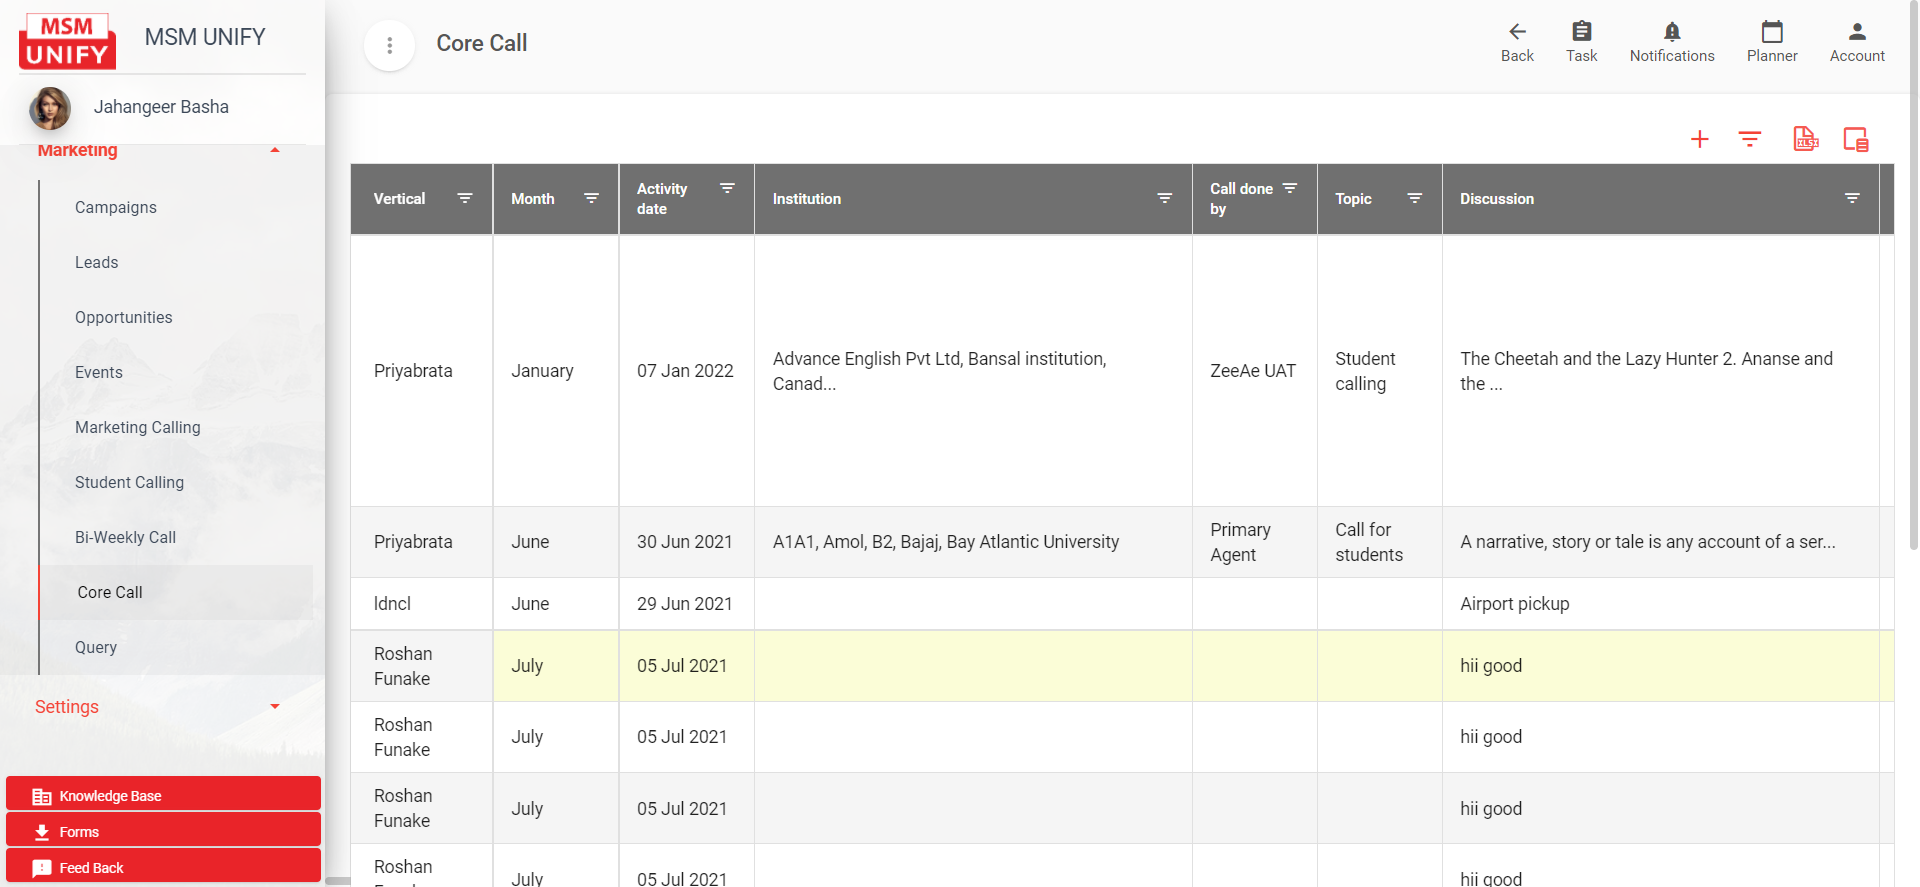 MSM
UNIFY
MSM UNIFY
Jahangeer Basha
Marketing
Campaigns
Leads
Opportunities
Events
Marketing Calling
Student Calling
Bi-Weekly Call
Core Call
Query
Settings
Knowledge Base
Forms
Feed Back
Core Call
Back
Task
Notifications
Planner
Account
XLSX
Vertical
Month
Activity
date
Institution
Call done
by
Topic
Discussion
Priyabrata
January
07 Jan 2022
Advance English Pvt Ltd, Bansal institution,
Canad...
ZeeAe UAT
Student
calling
The Cheetah and the Lazy Hunter 2. Ananse and
the ...
Priyabrata
June
30 Jun 2021
A1A1, Amol, B2, Bajaj, Bay Atlantic University
Primary
Agent
Call for
students
A narrative, story or tale is any account of a ser...
June
29 Jun 2021
Airport pickup
Roshan
Funake
July
05 Jul 2021
hii good
Roshan
Funake
July
05 Jul 2021
hii good
Roshan
Funake
July
05 Jul 2021
hii good
Roshan
July
05 Jul 2021
hii good